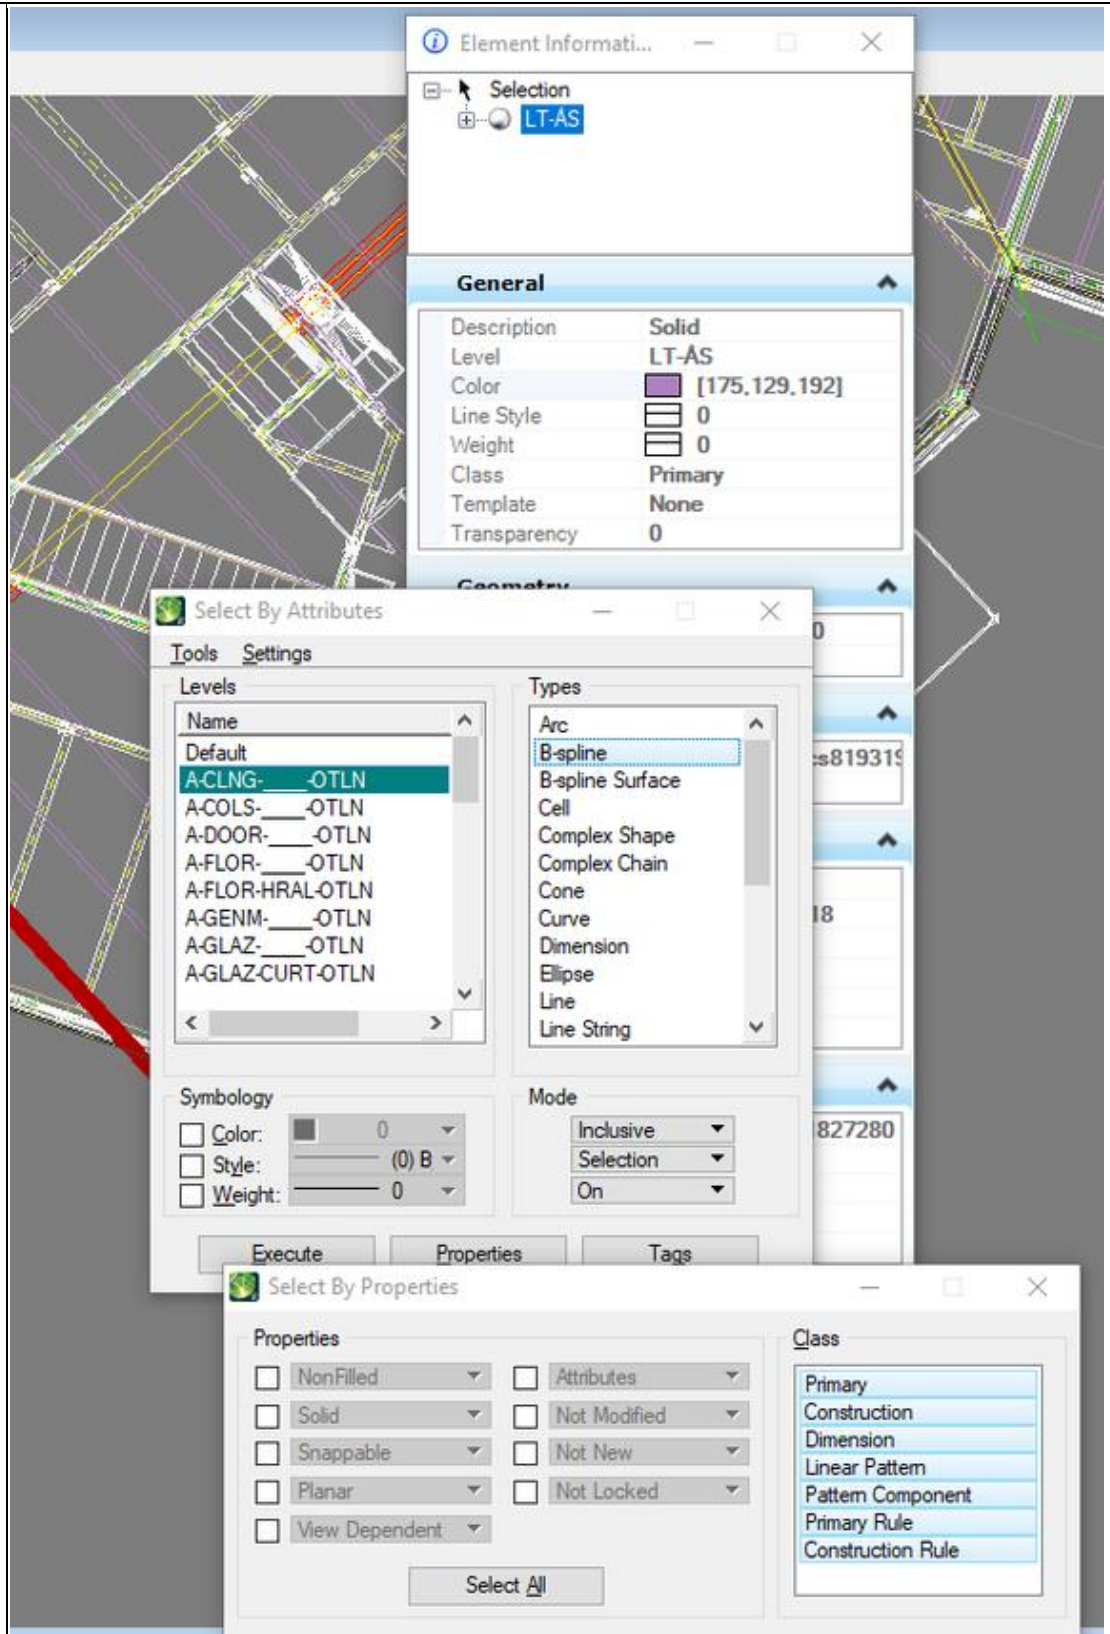 Element Informati...
Selection
LT-ÅS
General
Description Solid
Level LT-ÅS
Color [175,129,192]
Line Style 0
Weight 0
Class Primary
Template None
Transparency 0
Geometry
0
cs819319
18
827280
Select By Attributes
Tools Settings
Levels
Name
Default
A-CLNG-____-OTLN
A-COLS-____-OTLN
A-DOOR-____-OTLN
A-FLOR-____-OTLN
A-FLOR-HRAL-OTLN
A-GENM-____-OTLN
A-GLAZ-____-OTLN
A-GLAZ-CURT-OTLN
Types
Arc
B-spline
B-spline Surface
Cell
Complex Shape
Complex Chain
Cone
Curve
Dimension
Ellipse
Line
Line String
Symbology
Color: 0
Style: (0) B
Weight: 0
Mode
Inclusive
Selection
On
Execute Properties Tags
Select By Properties
Properties
NonFilled Attributes
Solid Not Modified
Snappable Not New
Planar Not Locked
View Dependent
Select All
Class
Primary
Construction
Dimension
Linear Pattern
Pattern Component
Primary Rule
Construction Rule